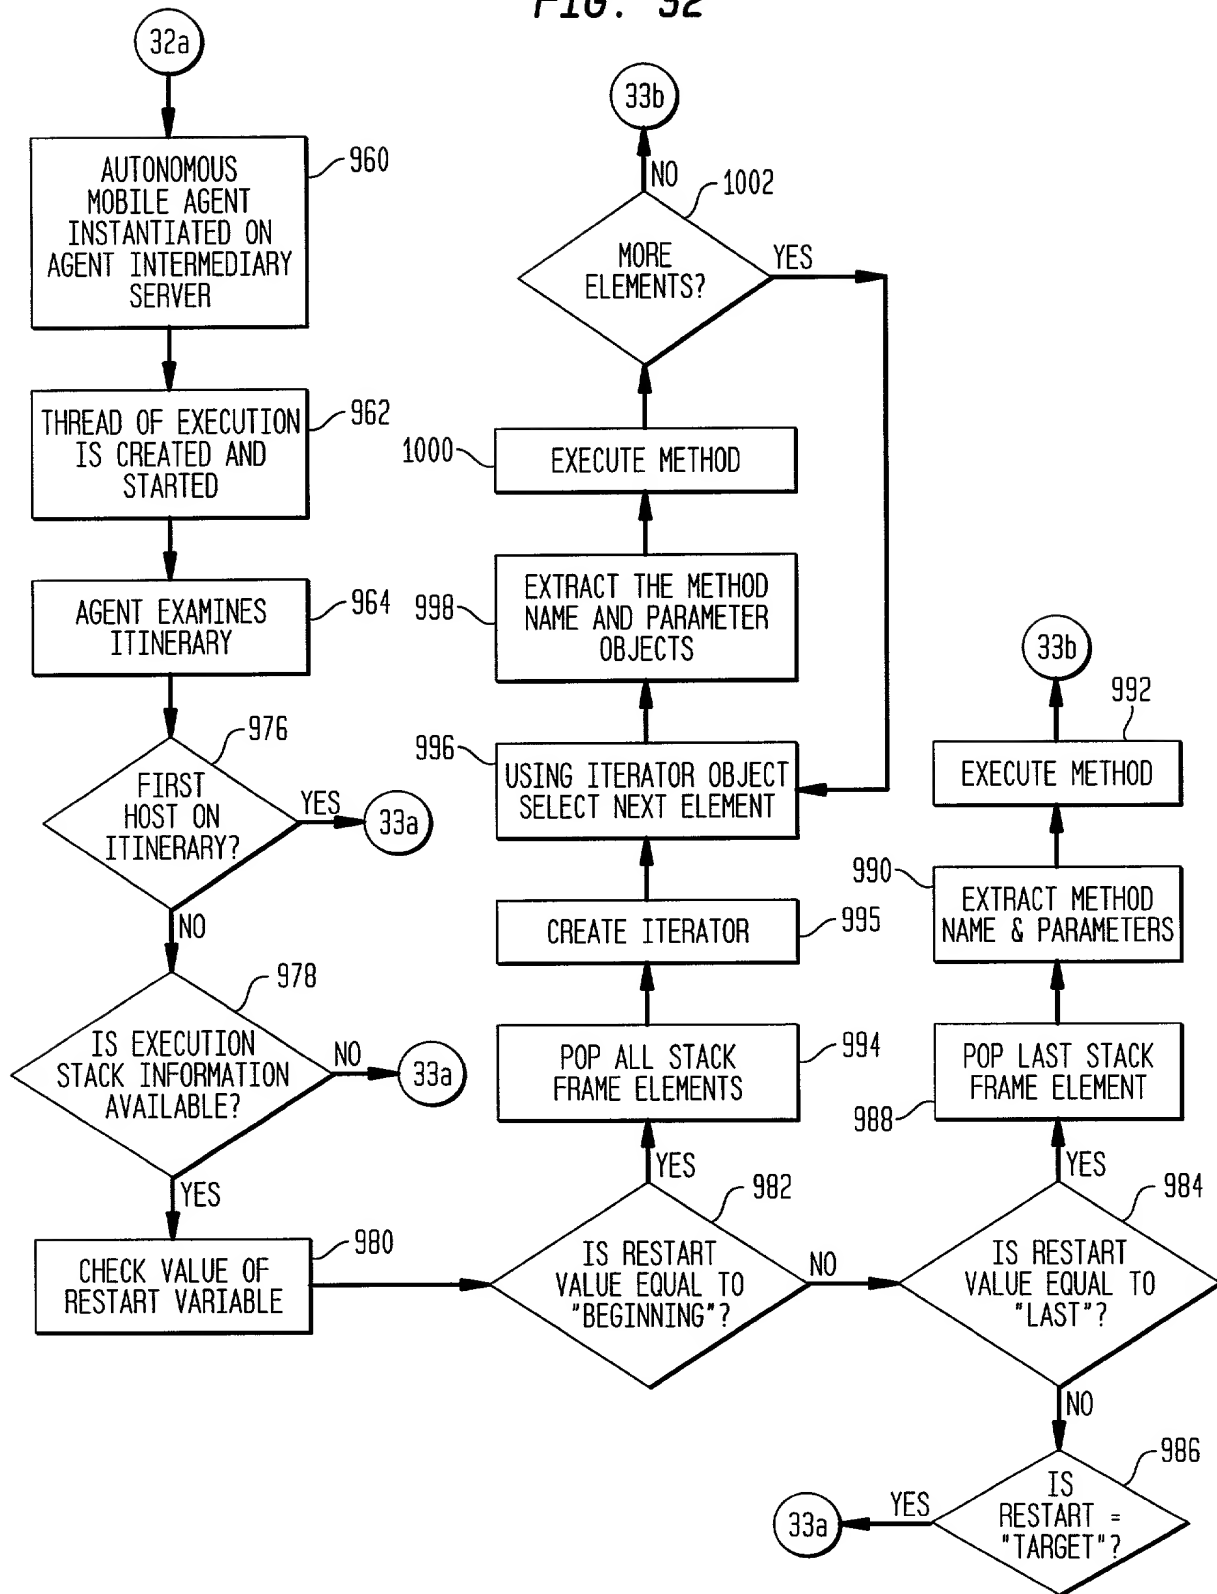 FIG. 32
32a
960
AUTONOMOUS
MOBILE AGENT
INSTANTIATED ON
AGENT INTERMEDIARY
SERVER
962
THREAD OF EXECUTION
IS CREATED AND
STARTED
964
AGENT EXAMINES
ITINERARY
976
FIRST
HOST ON
ITINERARY?
YES
33a
NO
978
IS EXECUTION
STACK INFORMATION
AVAILABLE?
NO
33a
YES
980
CHECK VALUE OF
RESTART VARIABLE
33b
NO
1002
MORE
ELEMENTS?
YES
1000
EXECUTE METHOD
998
EXTRACT THE METHOD
NAME AND PARAMETER
OBJECTS
996
USING ITERATOR OBJECT
SELECT NEXT ELEMENT
CREATE ITERATOR
995
POP ALL STACK
FRAME ELEMENTS
994
YES
982
IS RESTART
VALUE EQUAL TO
"BEGINNING"?
NO
33b
992
EXECUTE METHOD
990
EXTRACT METHOD
NAME & PARAMETERS
POP LAST STACK
FRAME ELEMENT
988
YES
984
IS RESTART
VALUE EQUAL TO
"LAST"?
NO
986
IS
RESTART =
"TARGET"?
YES
33a